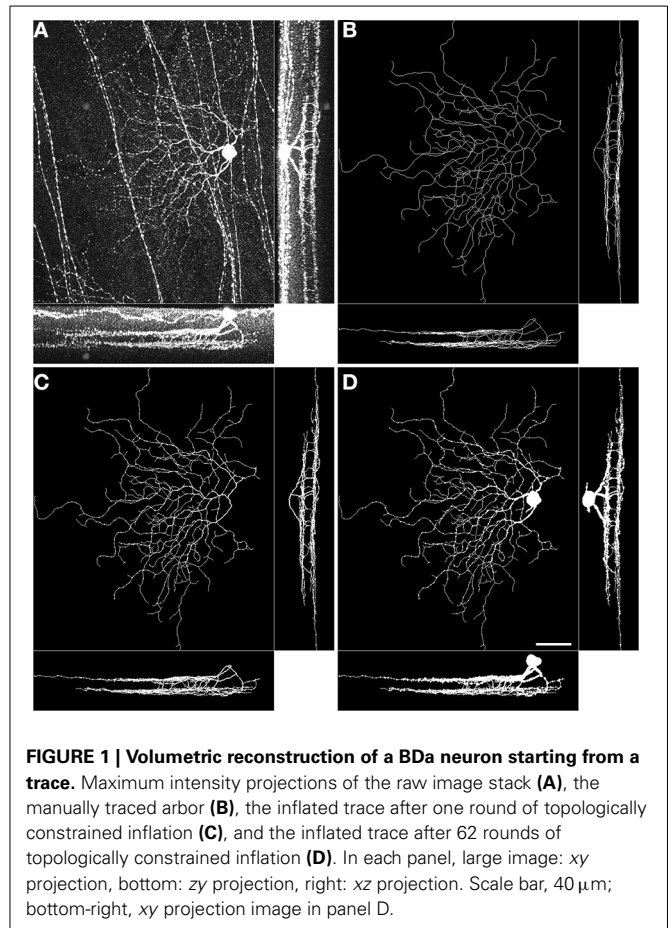 A
B
C
D
FIGURE 1 | Volumetric reconstruction of a BDa neuron starting from a
trace. Maximum intensity projections of the raw image stack (A), the
manually traced arbor (B), the inflated trace after one round of topologically
constrained inflation (C), and the inflated trace after 62 rounds of
topologically constrained inflation (D). In each panel, large image: xy
projection, bottom: zy projection, right: xz projection. Scale bar, 40 μm;
bottom-right, xy projection image in panel D.